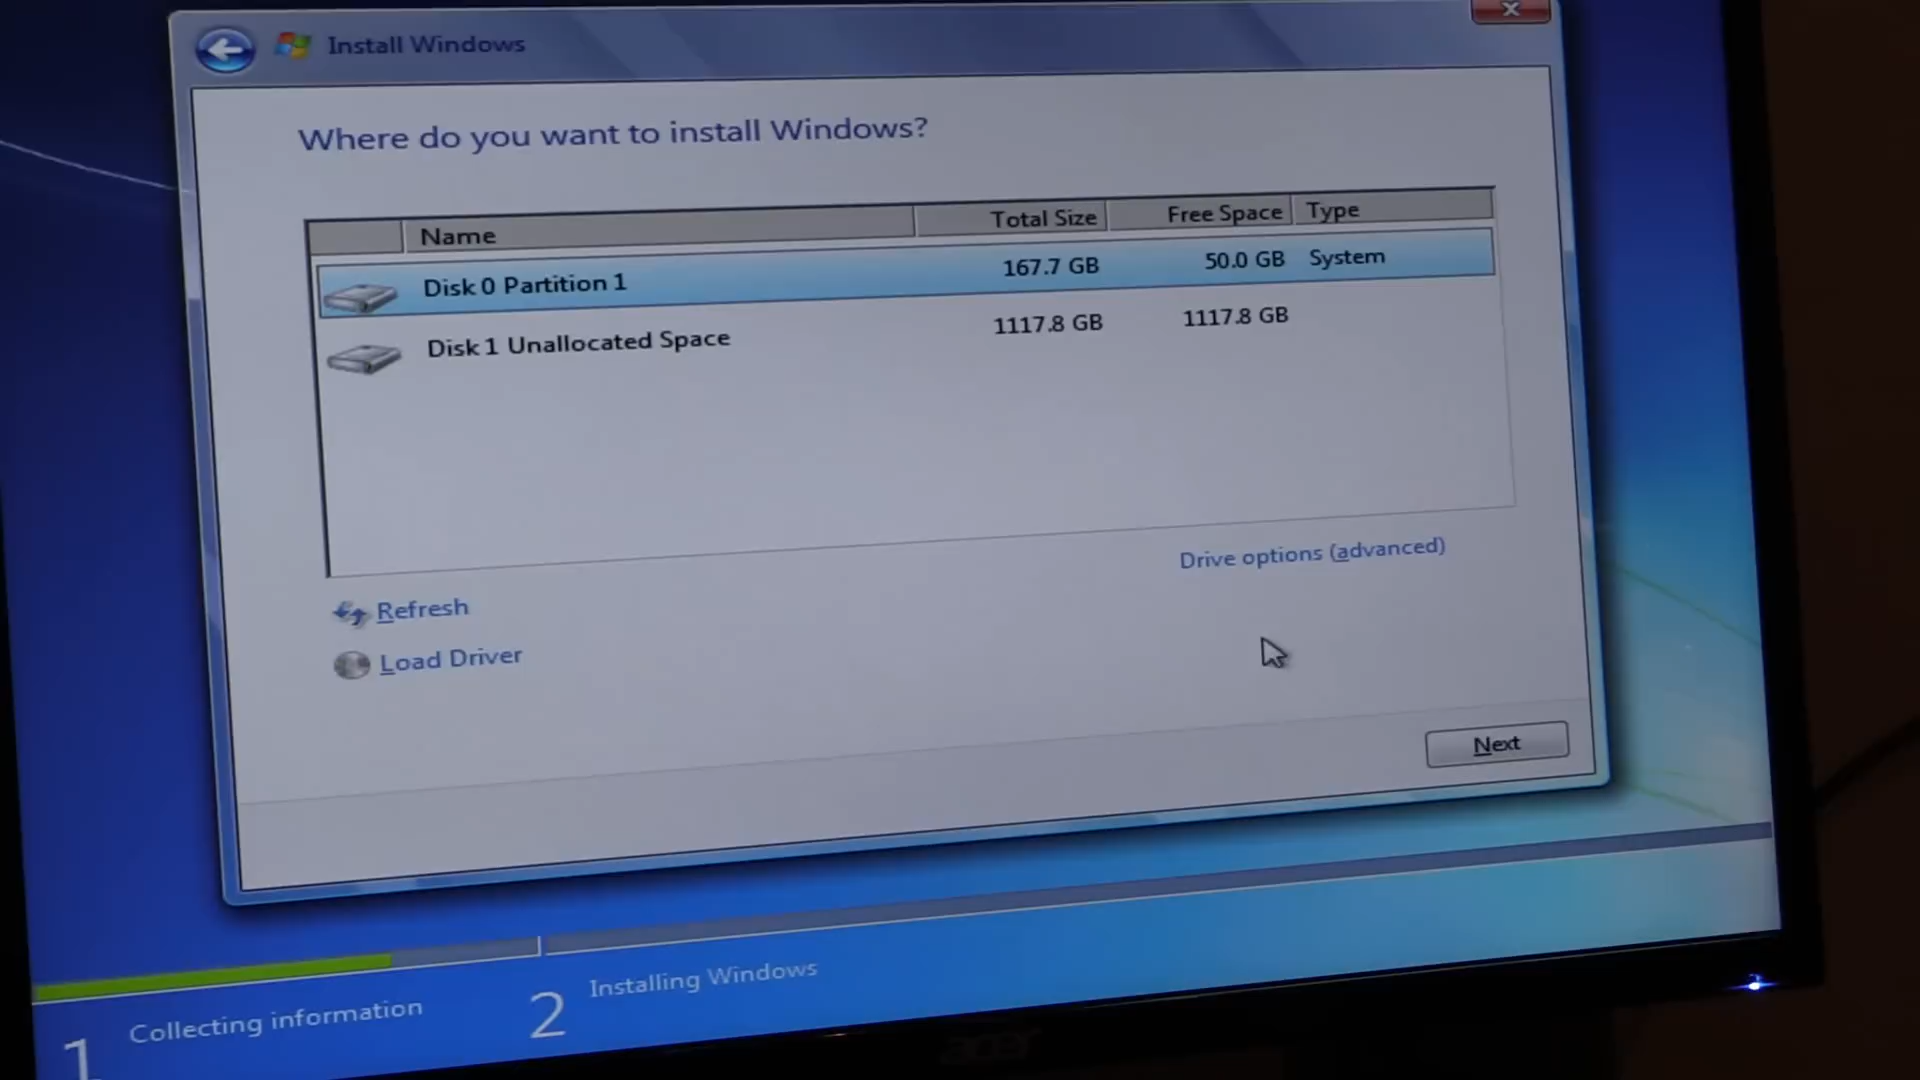 Install Windows
Where do you want to install Windows?
Name Total Size Free Space Type
Disk 0 Partition 1 167.7 GB 50.0 GB System
Disk 1 Unallocated Space 1117.8 GB 1117.8 GB
Drive options (advanced)
Refresh
Load Driver
Next
1 Collecting information
2 Installing Windows
acer